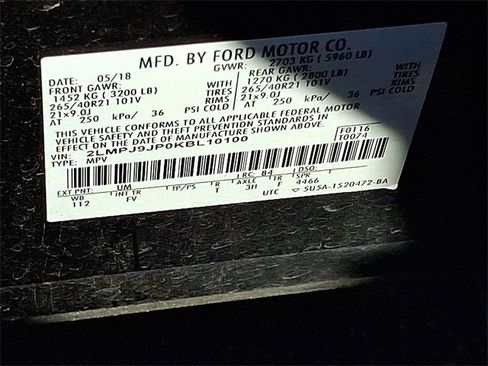 MFD. BY FORD MOTOR CO.
DATE: 05/18 GVWR: 2703 KG ( 5960 LB)
FRONT GAWR: WITH REAR GAWR: WITH
1452 KG ( 3200 LB) TIRES 1270 KG ( 2800 LB) TIRES
265/40R21 101V RIMS 265/40R21 101V RIMS
21x9.0J PSI COLD 21x9.0J PSI COLD
AT 250 kPa/ 36 AT 250 kPa/ 36
THIS VEHICLE CONFORMS TO ALL APPLICABLE FEDERAL MOTOR
VEHICLE SAFETY AND THEFT PREVENTION STANDARDS IN
EFFECT ON THE DATE OF MANUFACTURE SHOWN ABOVE.
VIN: 2LMPJ9JP0KBL10100 F0116
TYPE: MPV T0024
EXT PNT: UM LRC: 84 DSO:
WB INT TR TP/PS R AXLE TR SPR
112 FV T 3H F 4466
UTC ▽ 5U5A-1520472-BA